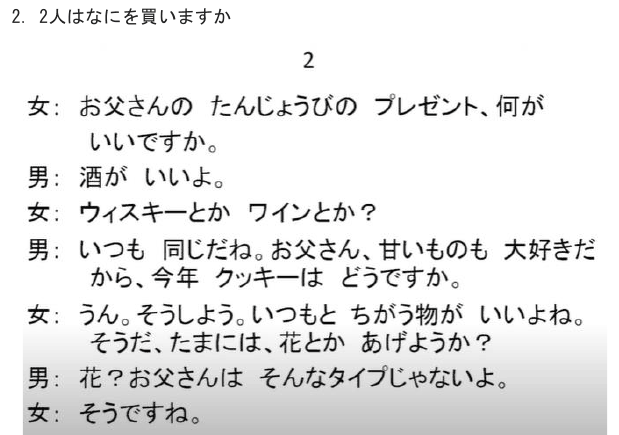 2. 2人はなにを買いますか
2
女： お父さんの たんじょうびの プレゼント、何が
いいですか。
男： 酒が いいよ。
女： ウィスキーとか ワインとか？
男： いつも 同じだね。お父さん、甘いものも 大好きだ
から、今年 クッキーは どうですか。
女： うん。そうしよう。いつもと ちがう物が いいよね。
そうだ、たまには、花とか あげようか？
男： 花？お父さんは そんなタイプじゃないよ。
女： そうですね。